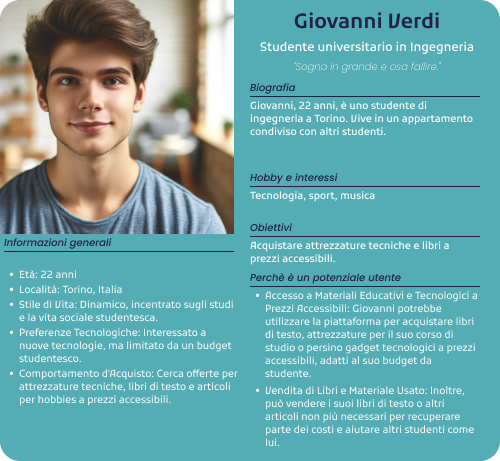 Giovanni Verdi
Studente universitario in Ingegneria
"Sogna in grande e osa fallire."
Biografia
Giovanni, 22 anni, è uno studente di
ingegneria a Torino. Vive in un appartamento
condiviso con altri studenti.
Hobby e interessi
Tecnologia, sport, musica
Obiettivi
Acquistare attrezzature tecniche e libri a
prezzi accessibili.
Perchè è un potenziale utente
• Accesso a Materiali Educativi e Tecnologici a
Prezzi Accessibili: Giovanni potrebbe
utilizzare la piattaforma per acquistare libri
di testo, attrezzature per il suo corso di
studio o persino gadget tecnologici a prezzi
accessibili, adatti al suo budget da
studente.
• Vendita di Libri e Materiale Usato: Inoltre,
può vendere i suoi libri di testo o altri
articoli non più necessari per recuperare
parte dei costi e aiutare altri studenti come
lui.
Informazioni generali
• Età: 22 anni
• Località: Torino, Italia
• Stile di Vita: Dinamico, incentrato sugli studi
e la vita sociale studentesca.
• Preferenze Tecnologiche: Interessato a
nuove tecnologie, ma limitato da un budget
studentesco.
• Comportamento d'Acquisto: Cerca offerte per
attrezzature tecniche, libri di testo e articoli
per hobbies a prezzi accessibili.